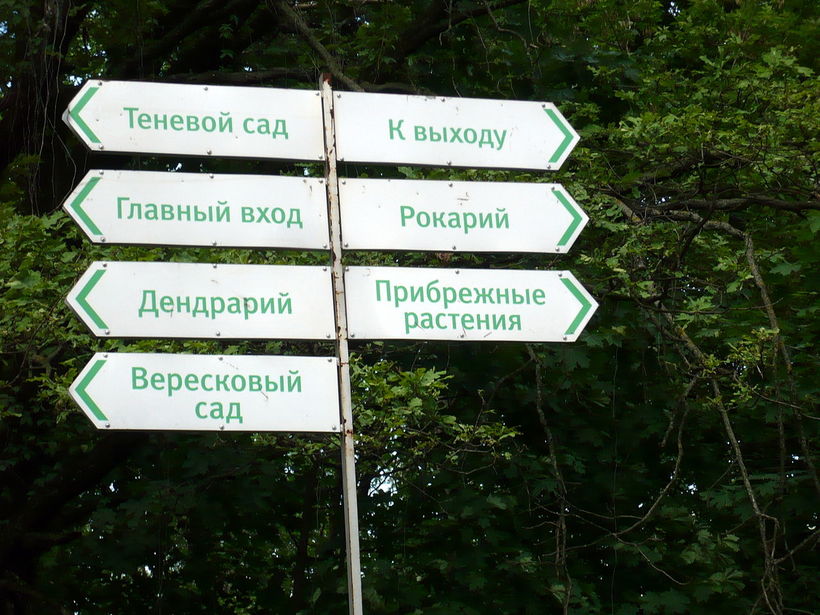 Теневой сад
Главный вход
Дендрарий
Вересковый
сад
К выходу
Рокарий
Прибрежные
растения